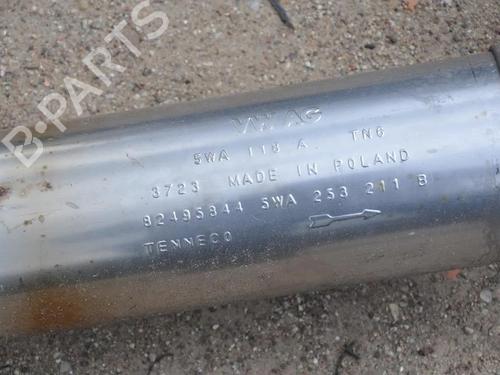 B-PARTS
VW AG
5WA 118 A TN6
3723 MADE IN POLAND
82495844 5WA 253 211 B
TENNECO